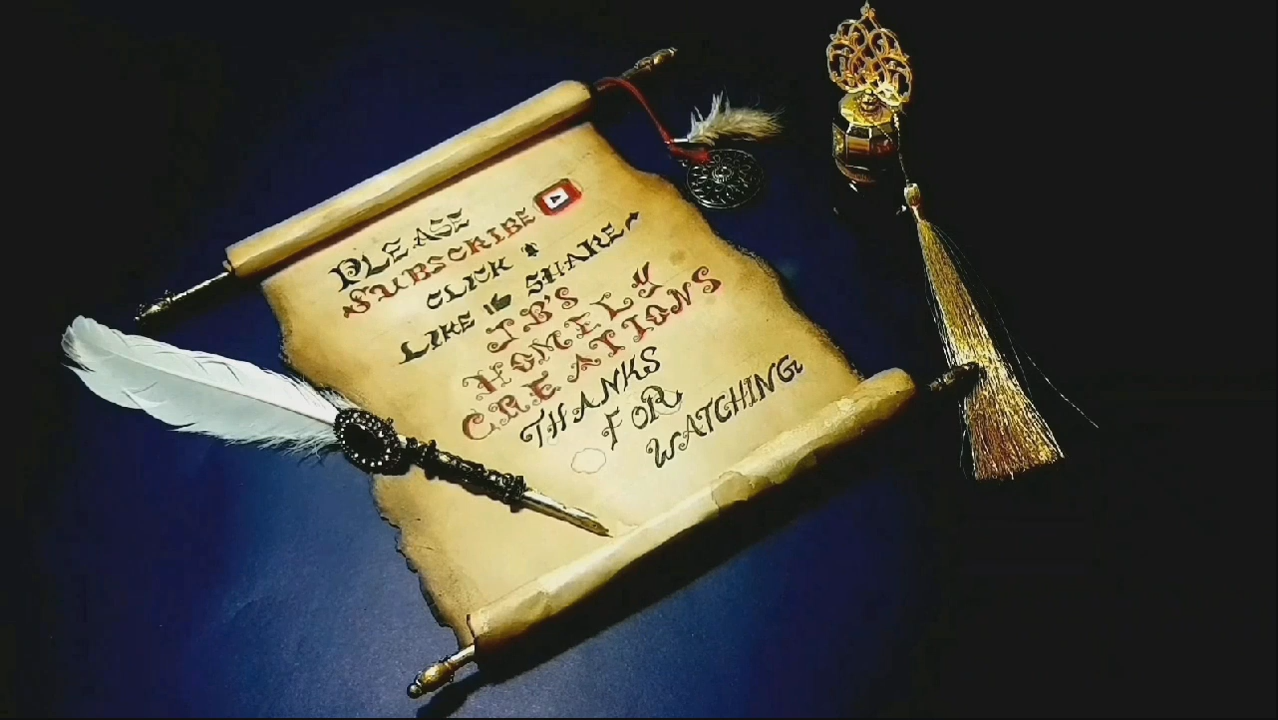 PLEASE
SUBSCRIBE
CLICK &
LIKE SHARE
JB'S
HOMELY
CREATIONS
THANKS
FOR
WATCHING